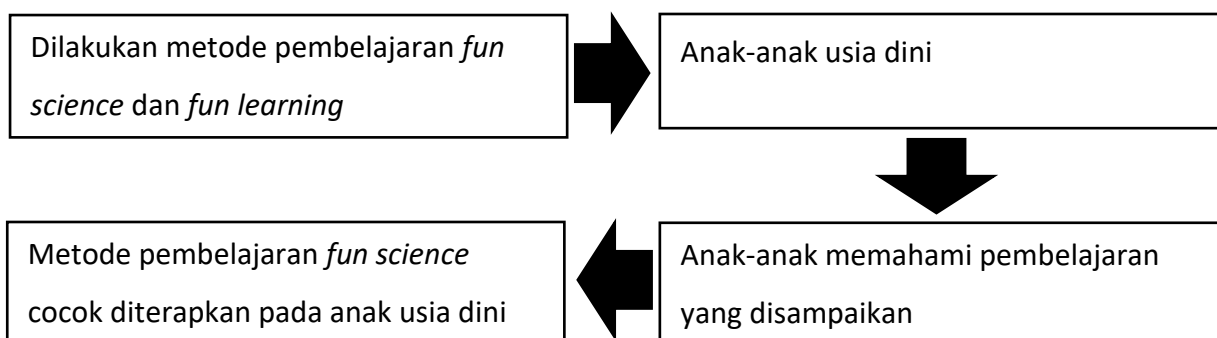 Dilakukan metode pembelajaran fun
science dan fun learning
Anak-anak usia dini
Anak-anak memahami pembelajaran
yang disampaikan
Metode pembelajaran fun science
cocok diterapkan pada anak usia dini